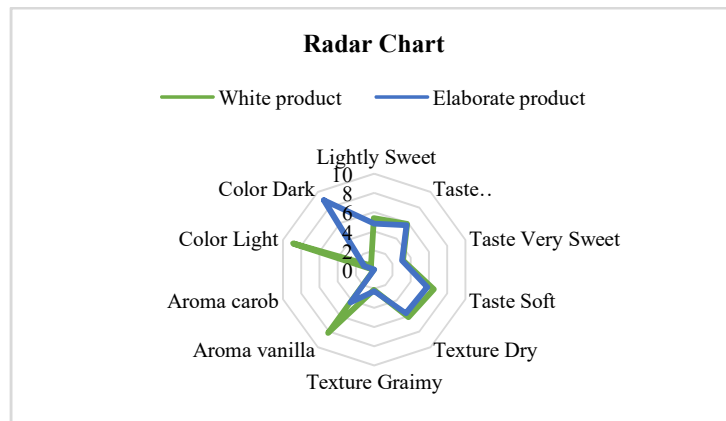 Radar Chart
White product
Elaborate product
Lightly Sweet
Taste..
Taste Very Sweet
Taste Soft
Texture Dry
Texture Graimy
Aroma vanilla
Aroma carob
Color Light
Color Dark
10
8
6
4
2
0